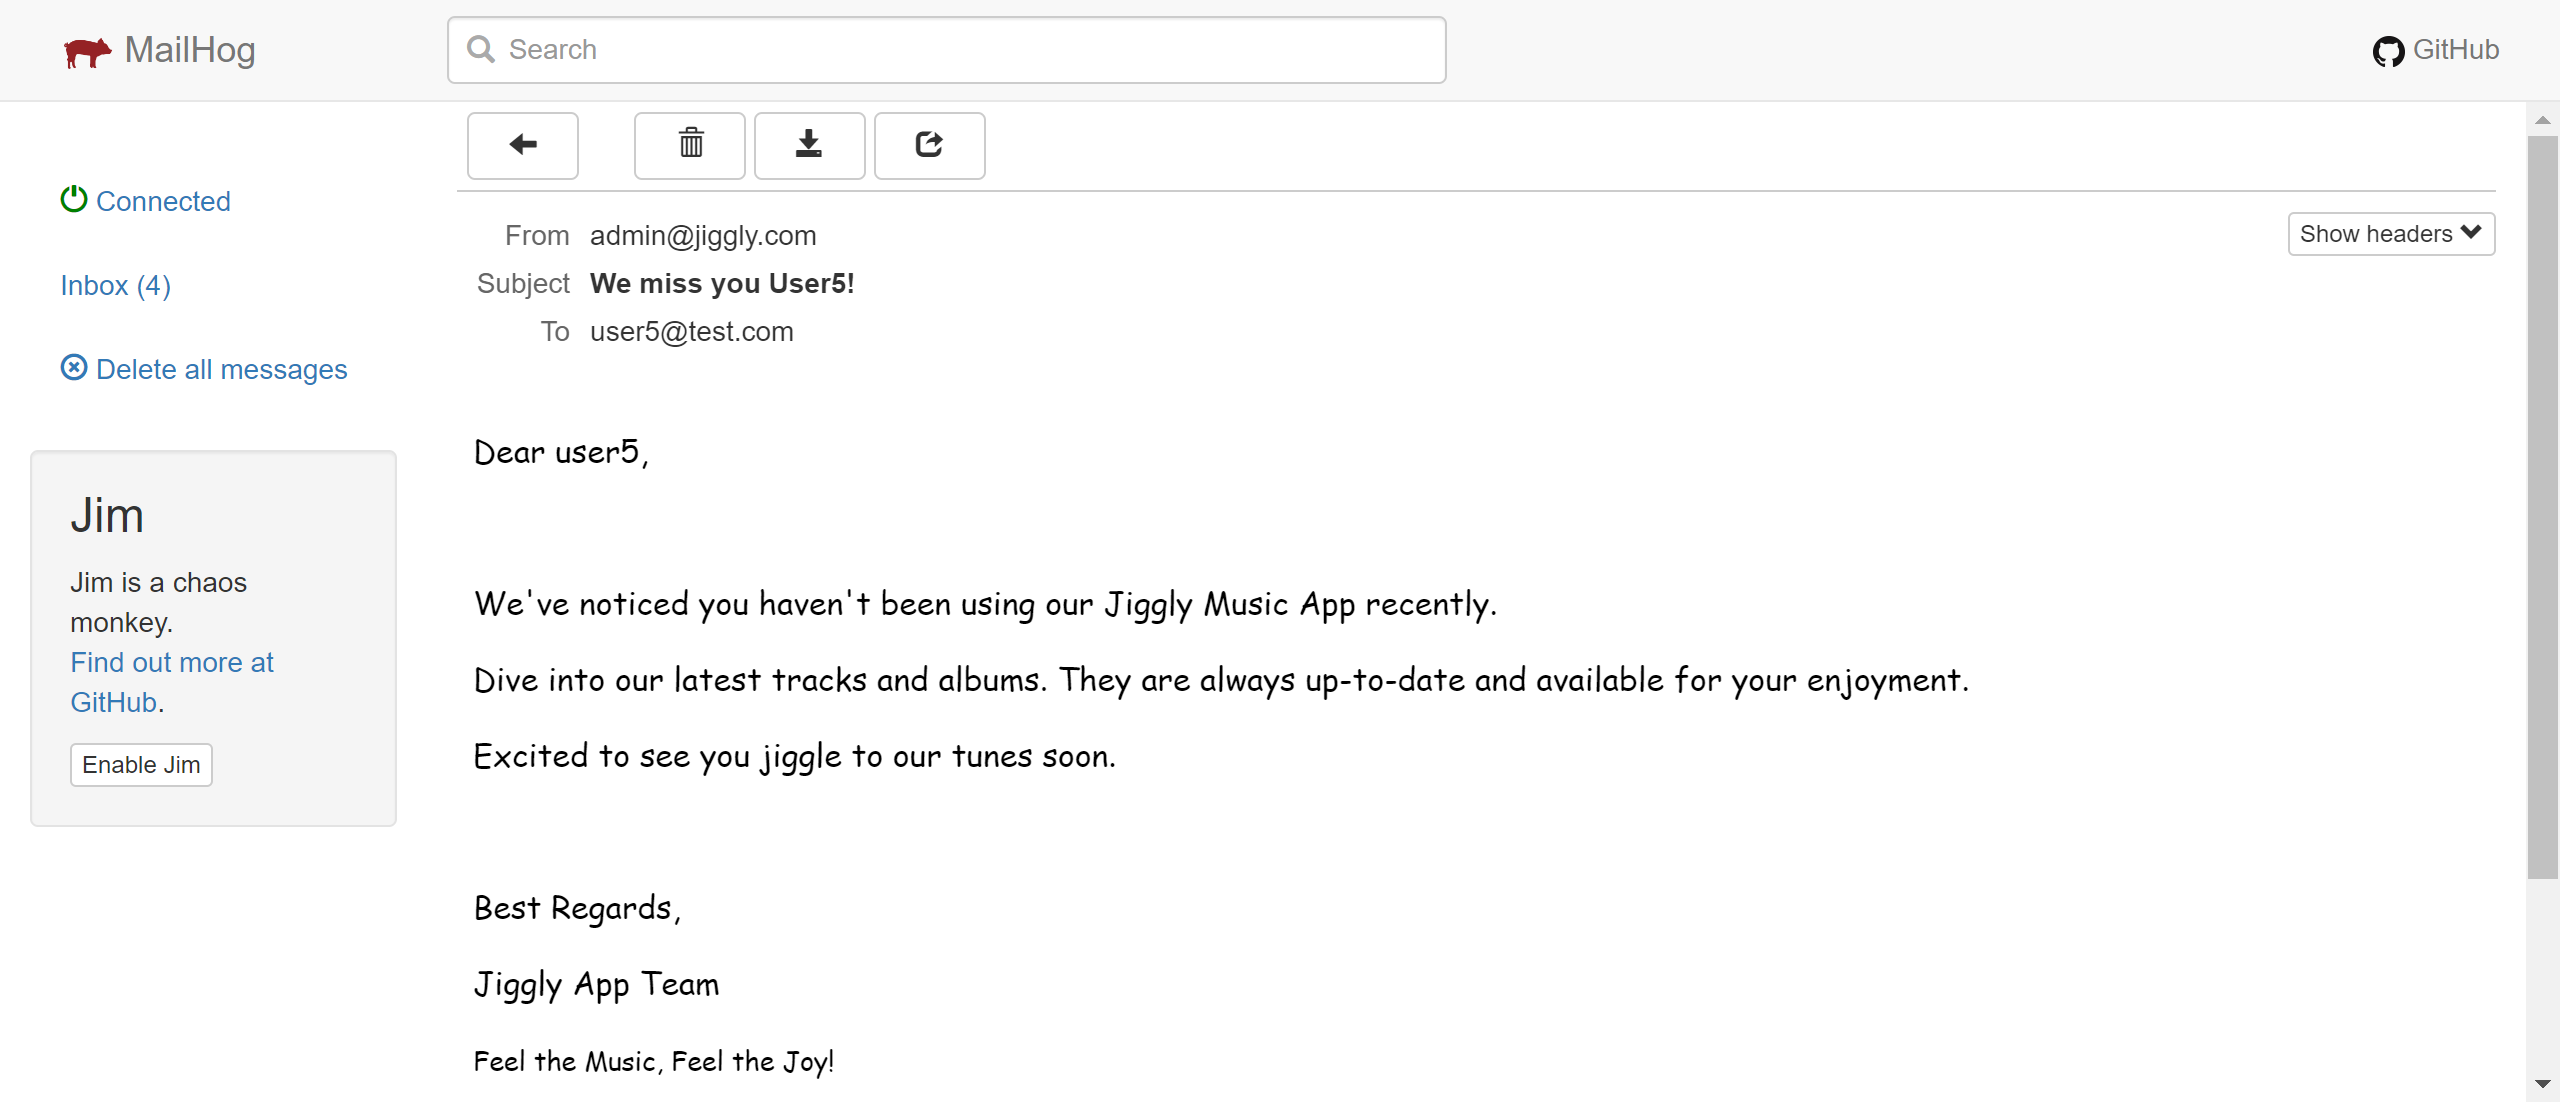 MailHog
Search
GitHub
Connected
Inbox (4)
Delete all messages
Jim
Jim is a chaos
monkey.
Find out more at
GitHub.
Enable Jim
From admin@jiggly.com
Show headers
Subject We miss you User5!
To user5@test.com
Dear user5,
We've noticed you haven't been using our Jiggly Music App recently.
Dive into our latest tracks and albums. They are always up-to-date and available for your enjoyment.
Excited to see you jiggle to our tunes soon.
Best Regards,
Jiggly App Team
Feel the Music, Feel the Joy!